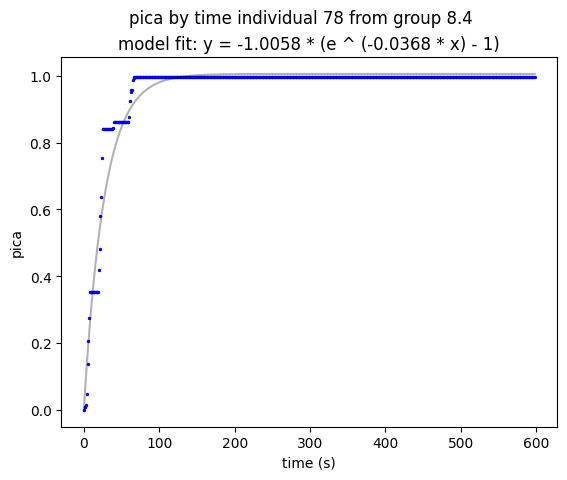 pica by time individual 78 from group 8.4
model fit: y = -1.0058 * (e ^ (-0.0368 * x) - 1)
1.0
0.8
0.6
0.4
0.2
0.0
pica
0 100 200 300 400 500 600
time (s)